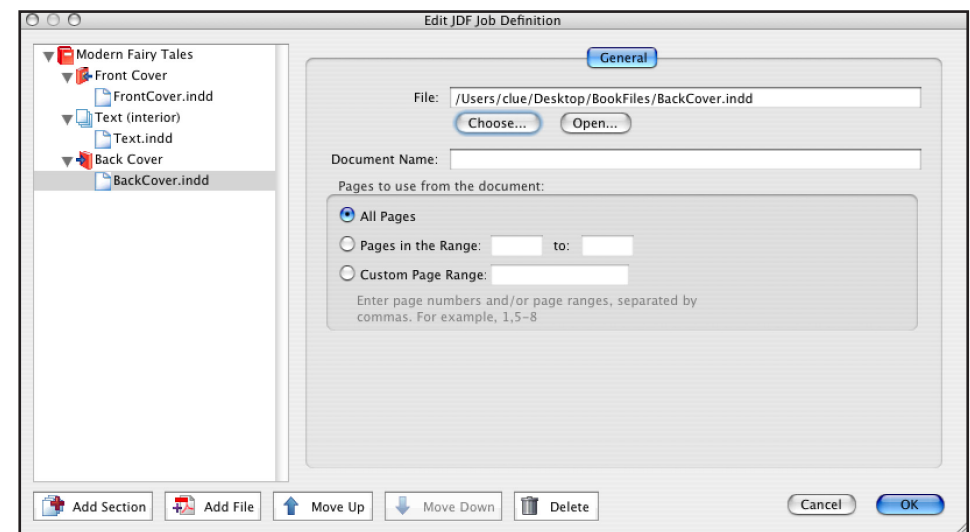 Edit JDF Job Definition
Modern Fairy Tales
Front Cover
FrontCover.indd
Text (interior)
Text.indd
Back Cover
BackCover.indd
General
File: /Users/clue/Desktop/BookFiles/BackCover.indd
Choose... Open...
Document Name:
Pages to use from the document:
All Pages
Pages in the Range: to:
Custom Page Range:
Enter page numbers and/or page ranges, separated by
commas. For example, 1,5-8
Add Section Add File Move Up Move Down Delete Cancel OK